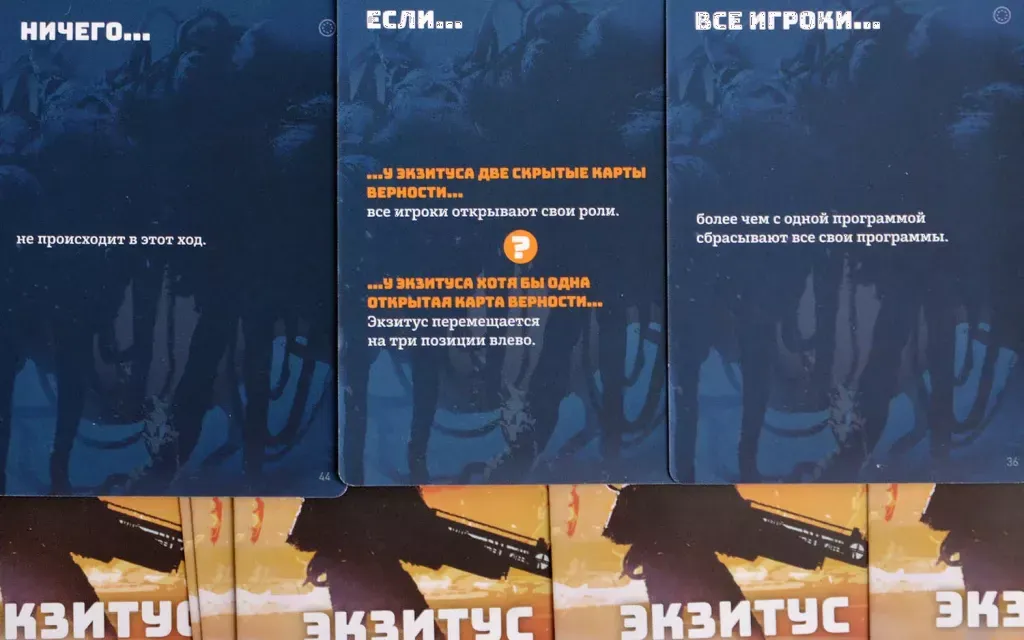 НИЧЕГО...
не происходит в этот ход.
44
ЕСЛИ...
...У ЭКЗИТУСА ДВЕ СКРЫТЫЕ КАРТЫ
ВЕРНОСТИ...
все игроки открывают свои роли.
?
...У ЭКЗИТУСА ХОТЯ БЫ ОДНА
ОТКРЫТАЯ КАРТА ВЕРНОСТИ...
Экзитус перемещается
на три позиции влево.
ВСЕ ИГРОКИ...
более чем с одной программой
сбрасывают все свои программы.
36
КЗИТУС
ЭКЗИТУС
ЭКЗИТУС
ЭКЗ